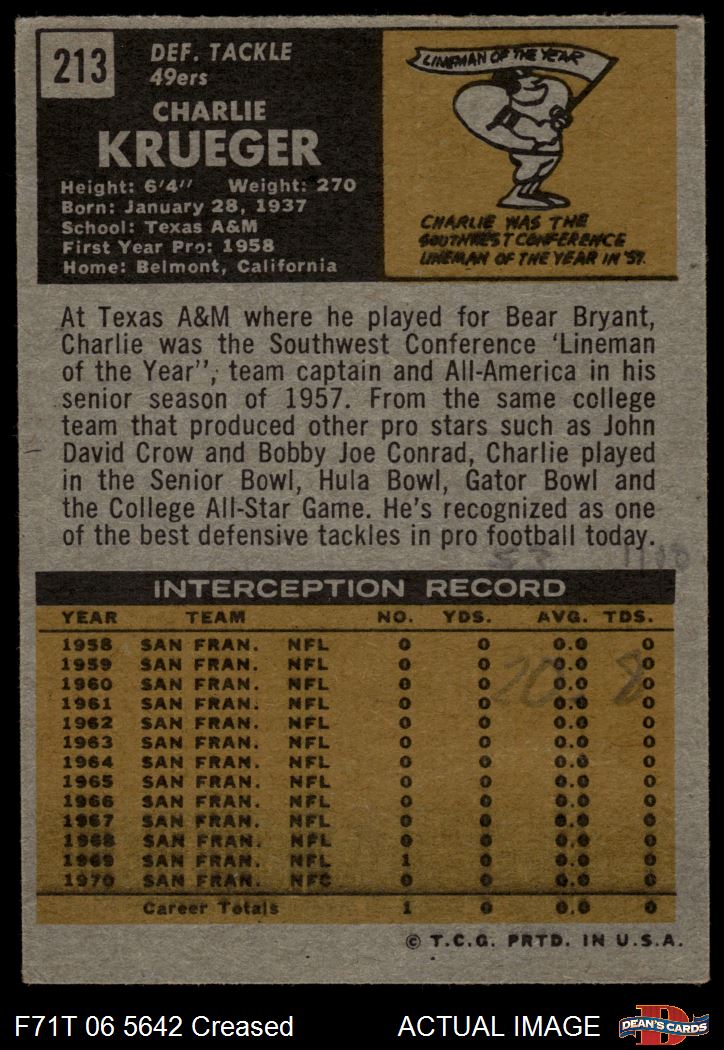 213
DEF. TACKLE
49ers
CHARLIE
KRUEGER
Height: 6'4" Weight: 270
Born: January 28, 1937
School: Texas A&M
First Year Pro: 1958
Home: Belmont, California
LINEMAN OF THE YEAR
CHARLIE WAS THE
SOUTHWEST CONFERENCE
LINEMAN OF THE YEAR IN '57.
At Texas A&M where he played for Bear Bryant,
Charlie was the Southwest Conference 'Lineman
of the Year", team captain and All-America in his
senior season of 1957. From the same college
team that produced other pro stars such as John
David Crow and Bobby Joe Conrad, Charlie played
in the Senior Bowl, Hula Bowl, Gator Bowl and
the College All-Star Game. He's recognized as one
of the best defensive tackles in pro football today.
INTERCEPTION RECORD
YEAR TEAM NO. YDS. AVG. TDS.
1958 SAN FRAN. NFL 0 0 0.0 0
1959 SAN FRAN. NFL 0 0 0.0 0
1960 SAN FRAN. NFL 0 0 0.0 0
1961 SAN FRAN. NFL 0 0 0.0 0
1962 SAN FRAN. NFL 0 0 0.0 0
1963 SAN FRAN. NFL 0 0 0.0 0
1964 SAN FRAN. NFL 0 0 0.0 0
1965 SAN FRAN. NFL 0 0 0.0 0
1966 SAN FRAN. NFL 0 0 0.0 0
1967 SAN FRAN. NFL 0 0 0.0 0
1968 SAN FRAN. NFL 0 0 0.0 0
1969 SAN FRAN. NFL 1 0 0.0 0
1970 SAN FRAN. NFC 0 0 0.0 0
Career Totals 1 0 0.0 0
© T.C.G. PRTD. IN U.S.A.
F71T 06 5642 Creased ACTUAL IMAGE
DEAN'S CARDS